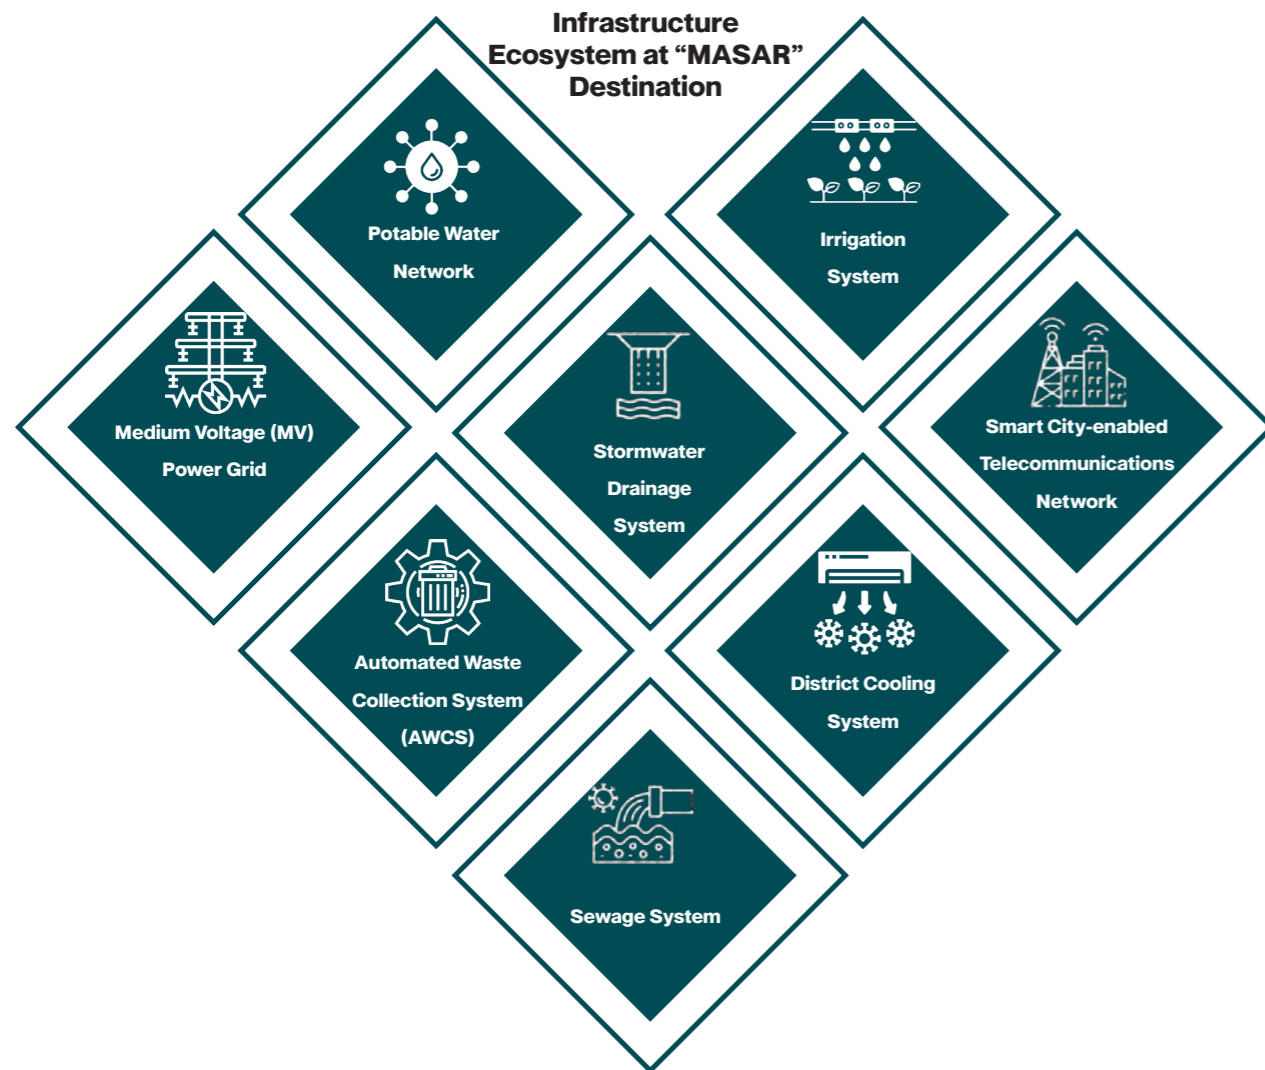 Infrastructure
Ecosystem at “MASAR”
Destination
Potable Water
Network
Irrigation
System
Medium Voltage (MV)
Power Grid
Stormwater
Drainage
System
Smart City-enabled
Telecommunications
Network
Automated Waste
Collection System
(AWCS)
District Cooling
System
Sewage System